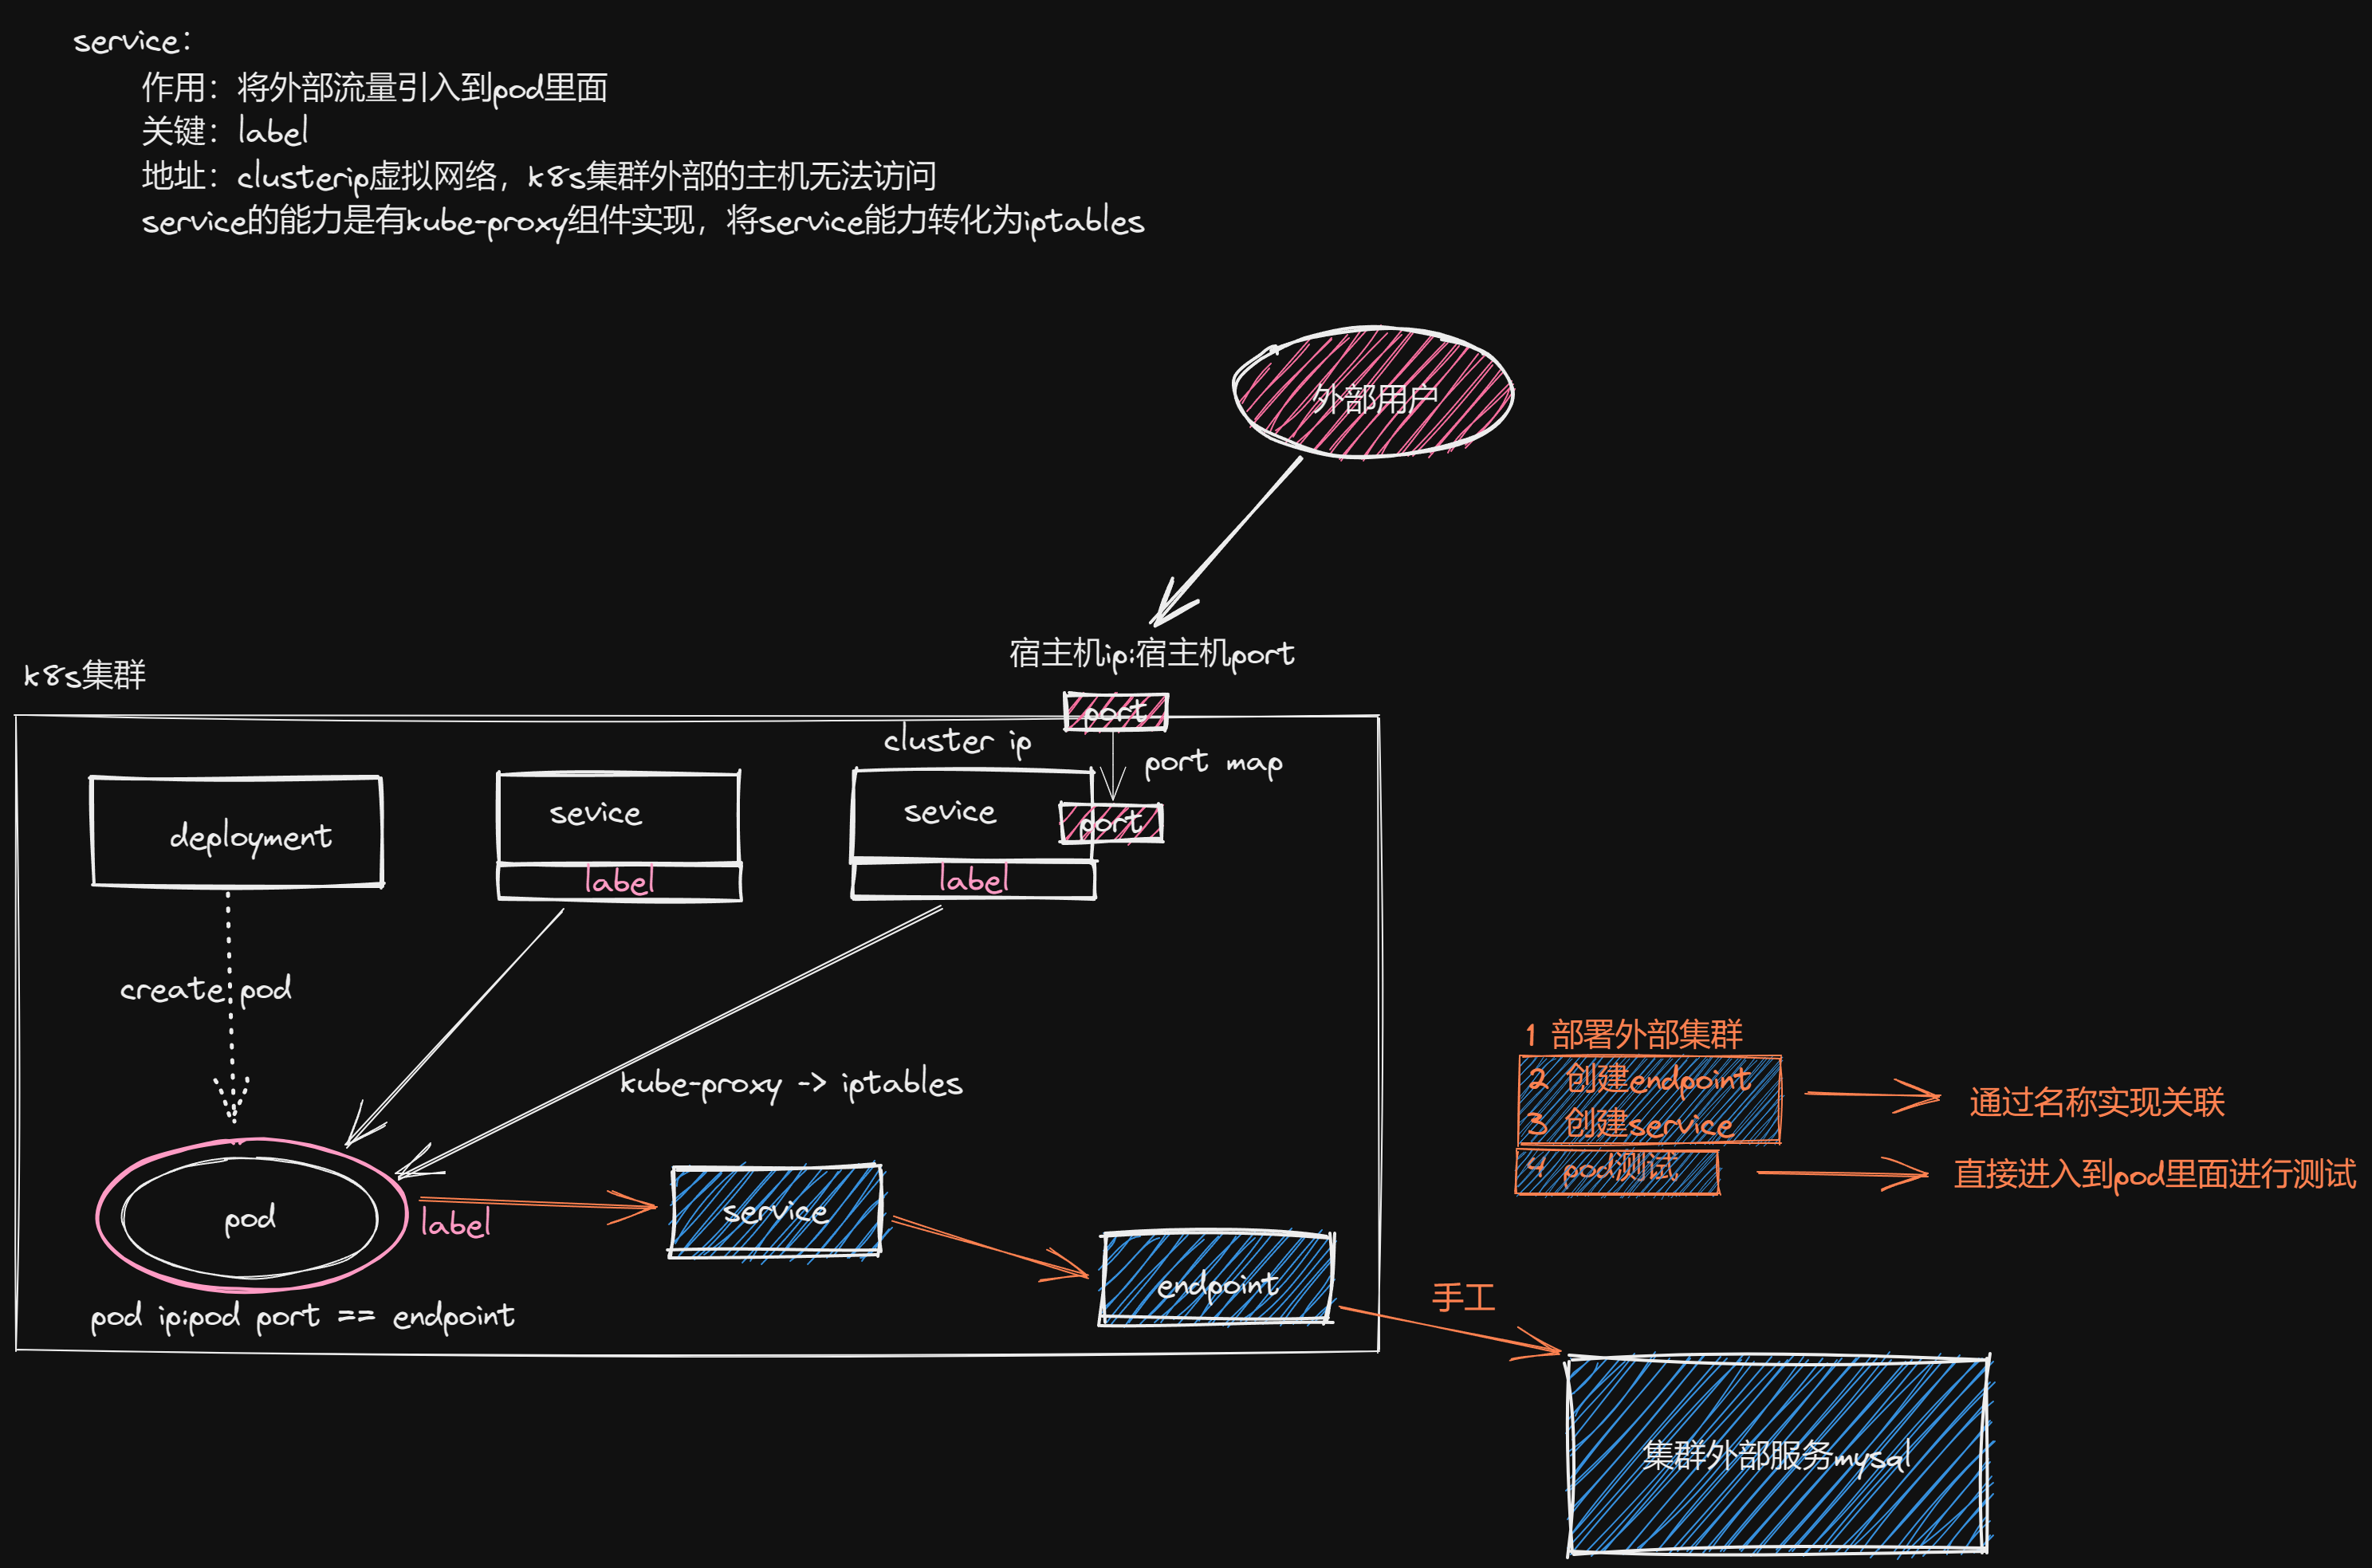 service：
作用：将外部流量引入到pod里面
关键：label
地址：clusterip虚拟网络，k8s集群外部的主机无法访问
service的能力是有kube-proxy组件实现，将service能力转化为iptables
外部用户
宿主机ip:宿主机port
k8s集群
port
cluster ip
port map
deployment
sevice
sevice
port
label
label
create pod
kube-proxy -> iptables
1 部署外部集群
2 创建endpoint
3 创建service
通过名称实现关联
4 pod测试
直接进入到pod里面进行测试
pod
label
service
endpoint
pod ip:pod port == endpoint
手工
集群外部服务mysql